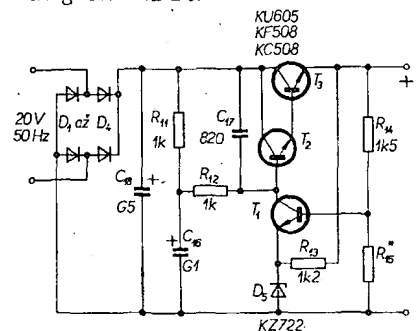 KU605
KF508
KC508
T₃
+
20V
50Hz
D₁ až D₄
R₁₁
1k
C₁₇
820
T₂
R₁₄
1k5
C₁₈
G5
+
R₁₂
1k
T₁
+
C₁₆
G1
R₁₃
1k2
R₁₅*
D₅
KZ722